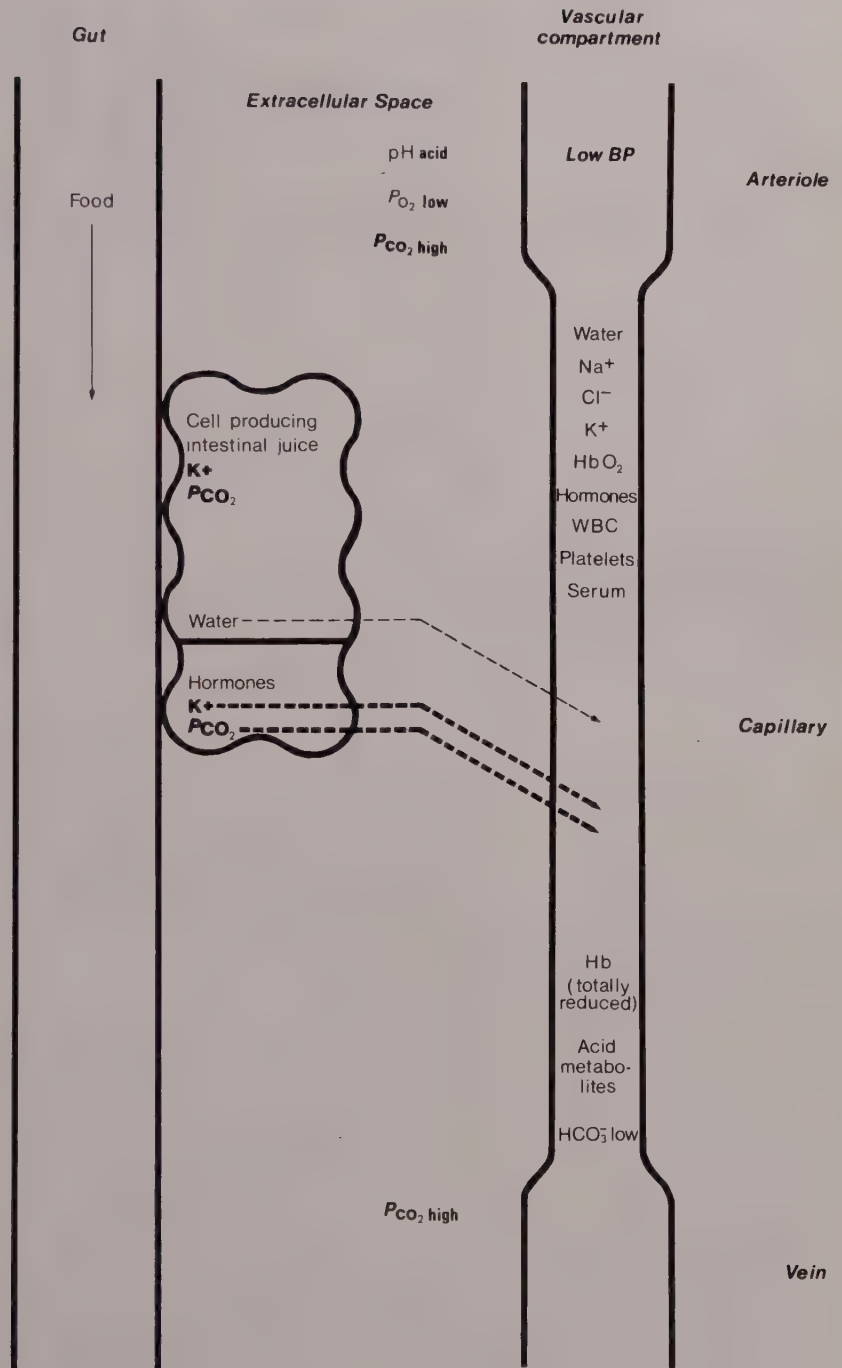 Gut
Vascular
compartment
Extracellular Space
pH acid
Low BP
Arteriole
Food
PO₂ low
PCO₂ high
Water
Na⁺
Cl⁻
K⁺
HbO₂
Hormones
WBC
Platelets
Serum
Cell producing
intestinal juice
K+
PCO₂
Water
Hormones
K+
PCO₂
Capillary
Hb
(totally
reduced)
Acid
metabo-
lites
HCO₃⁻ low
PCO₂ high
Vein